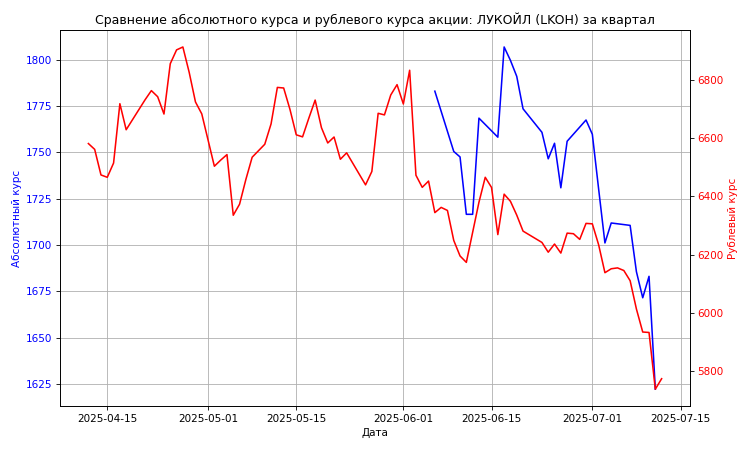 Сравнение абсолютного курса и рублевого курса акции: ЛУКОЙЛ (LKOH) за квартал
1800
1775
1750
1725
1700
1675
1650
1625
Абсолютный курс
6800
6600
6400
6200
6000
5800
Рублевый курс
2025-04-15 2025-05-01 2025-05-15 2025-06-01 2025-06-15 2025-07-01 2025-07-15
Дата